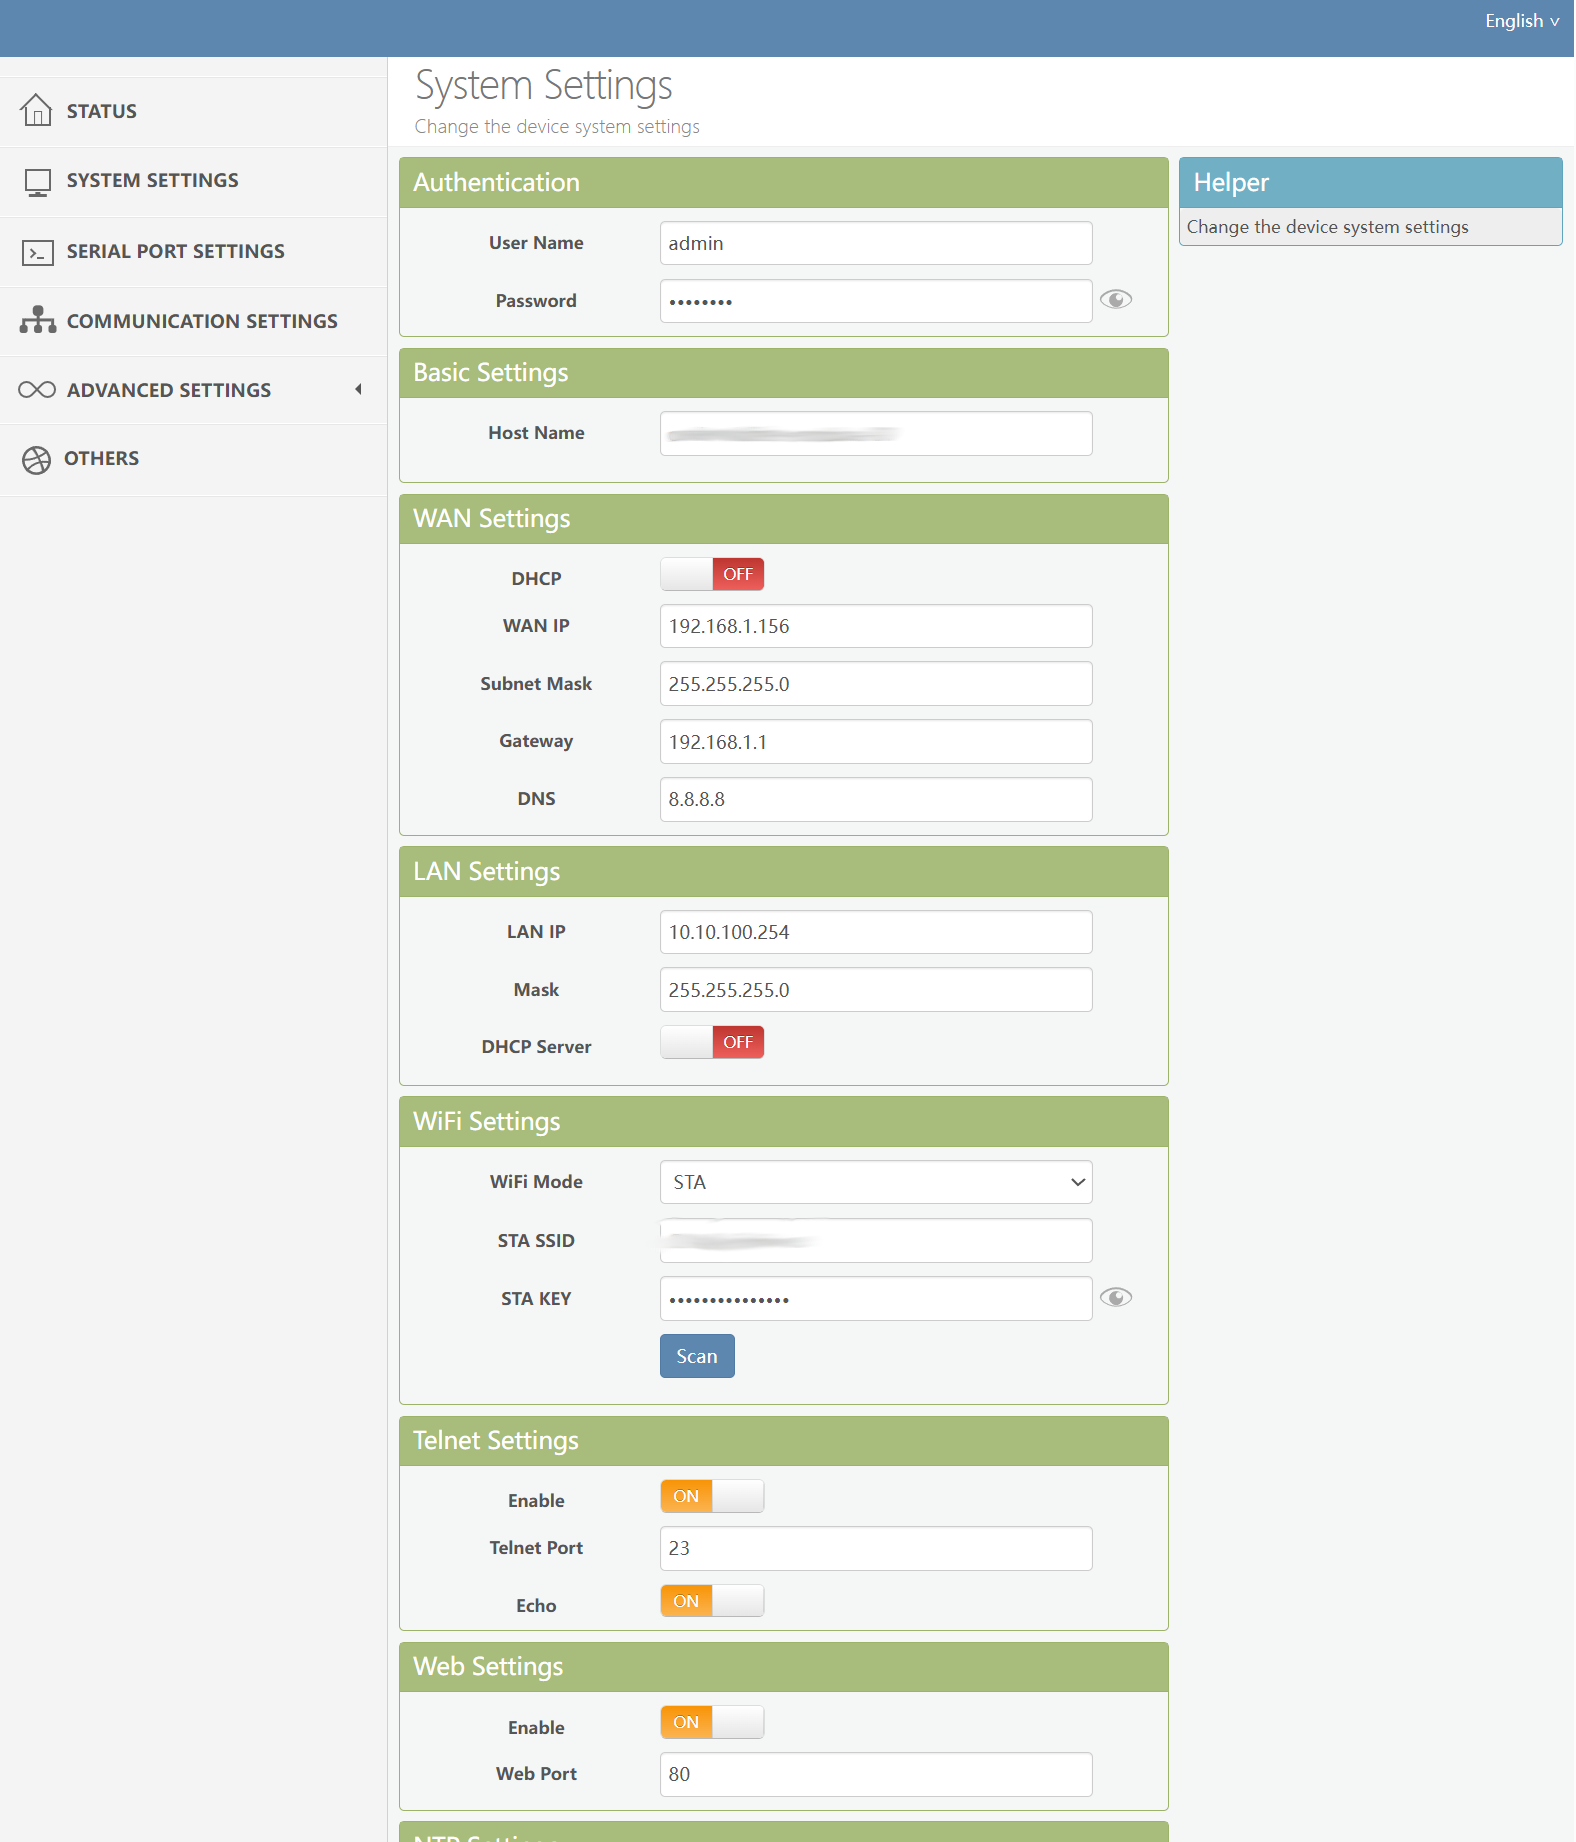 English v
STATUS
SYSTEM SETTINGS
SERIAL PORT SETTINGS
COMMUNICATION SETTINGS
ADVANCED SETTINGS
OTHERS
System Settings
Change the device system settings
Authentication
User Name admin
Password ••••••••
Basic Settings
Host Name
WAN Settings
DHCP OFF
WAN IP 192.168.1.156
Subnet Mask 255.255.255.0
Gateway 192.168.1.1
DNS 8.8.8.8
LAN Settings
LAN IP 10.10.100.254
Mask 255.255.255.0
DHCP Server OFF
WiFi Settings
WiFi Mode STA
STA SSID
STA KEY •••••••••••••••
Scan
Telnet Settings
Enable ON
Telnet Port 23
Echo ON
Web Settings
Enable ON
Web Port 80
Helper
Change the device system settings